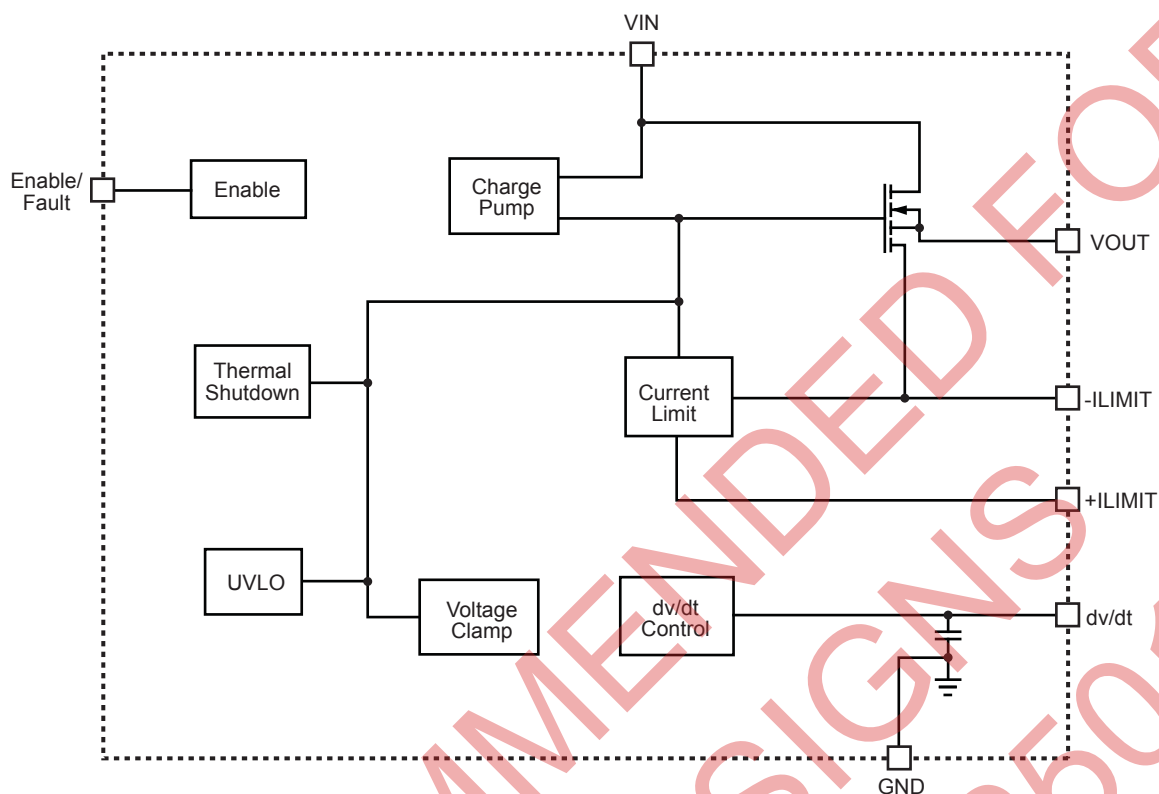 VIN
Enable/
Fault
Enable
Charge
Pump
VOUT
Thermal
Shutdown
Current
Limit
-ILIMIT
+ILIMIT
UVLO
Voltage
Clamp
dv/dt
Control
dv/dt
GND
MMENDED FOR
SIGNS